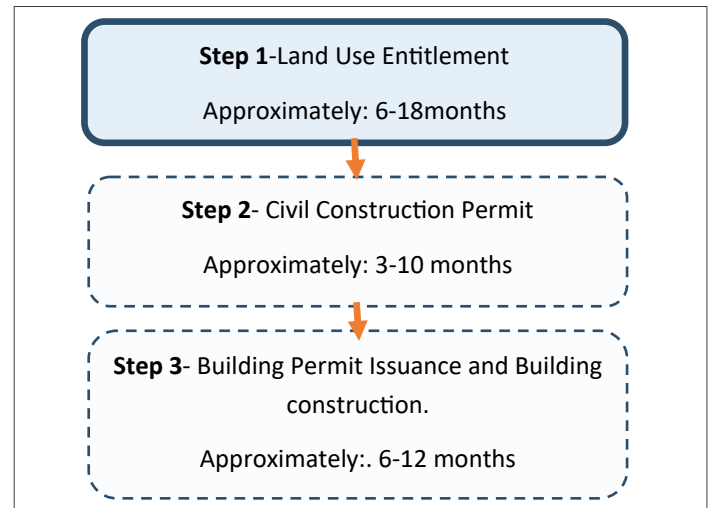 Step 1-Land Use Entitlement
Approximately: 6-18months
Step 2- Civil Construction Permit
Approximately: 3-10 months
Step 3- Building Permit Issuance and Building
construction.
Approximately:. 6-12 months